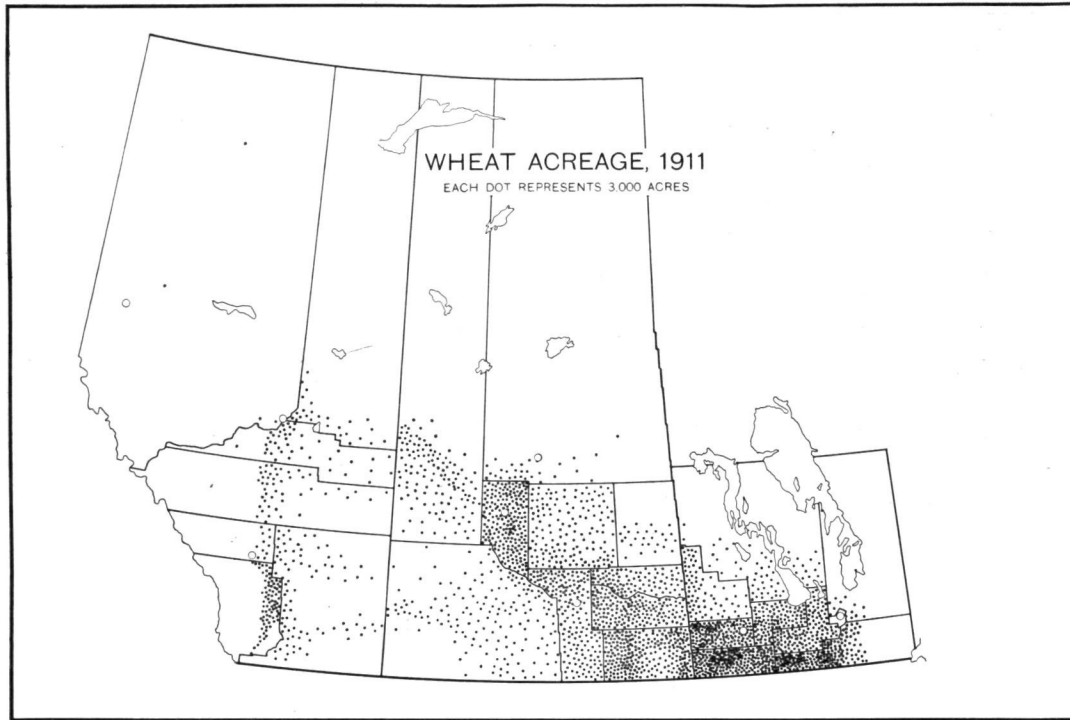 WHEAT ACREAGE, 1911
EACH DOT REPRESENTS 3.000 ACRES